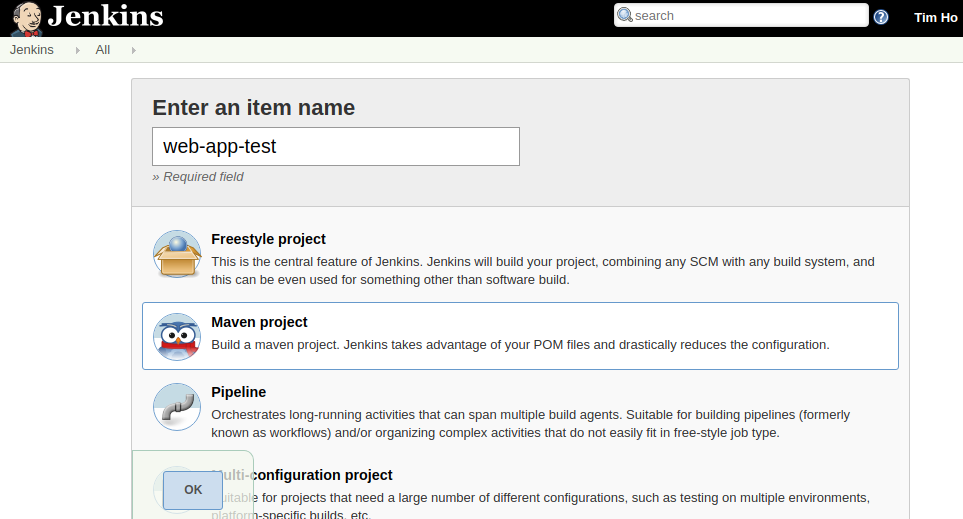 Jenkins
search
Tim Ho
Jenkins All
Enter an item name
web-app-test
» Required field
Freestyle project
This is the central feature of Jenkins. Jenkins will build your project, combining any SCM with any build system, and
this can be even used for something other than software build.
Maven project
Build a maven project. Jenkins takes advantage of your POM files and drastically reduces the configuration.
Pipeline
Orchestrates long-running activities that can span multiple build agents. Suitable for building pipelines (formerly
known as workflows) and/or organizing complex activities that do not easily fit in free-style job type.
Multi-configuration project
Suitable for projects that need a large number of different configurations, such as testing on multiple environments,
platform-specific builds, etc.
OK